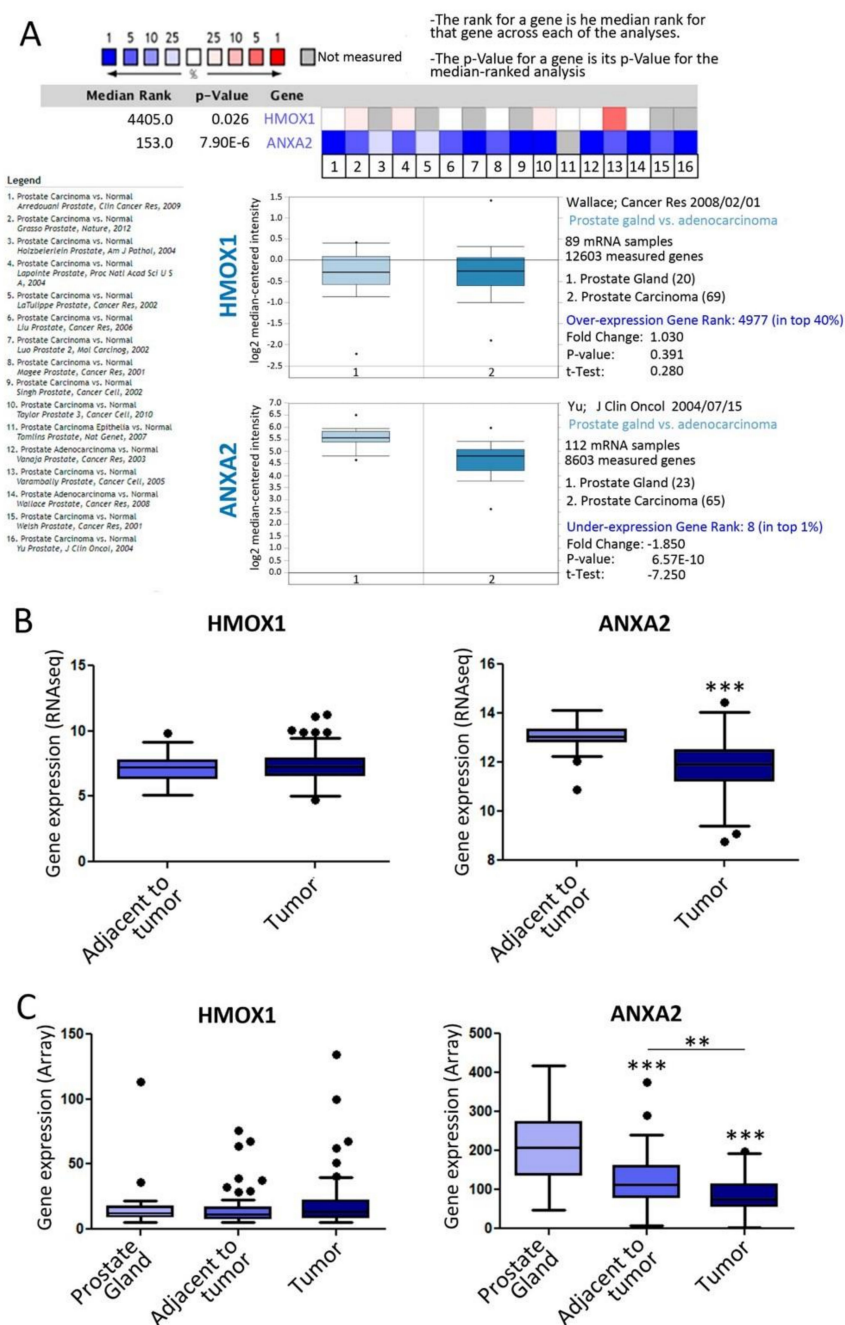 A
1 5 10 25 25 10 5 1
%
Not measured
-The rank for a gene is he median rank for
that gene across each of the analyses.
-The p-Value for a gene is its p-Value for the
median-ranked analysis
Median Rank p-Value Gene
4405.0 0.026 HMOX1
153.0 7.90E-6 ANXA2
1 2 3 4 5 6 7 8 9 10 11 12 13 14 15 16
Legend
1. Prostate Carcinoma vs. Normal
Arredouani Prostate, Clin Cancer Res, 2009
2. Prostate Carcinoma vs. Normal
Grasso Prostate, Nature, 2012
3. Prostate Carcinoma vs. Normal
Holzbeierlein Prostate, Am J Pathol, 2004
4. Prostate Carcinoma vs. Normal
Lapointe Prostate, Proc Natl Acad Sci U S
A, 2004
5. Prostate Carcinoma vs. Normal
LaTulippe Prostate, Cancer Res, 2002
6. Prostate Carcinoma vs. Normal
Liu Prostate, Cancer Res, 2006
7. Prostate Carcinoma vs. Normal
Luo Prostate 2, Mol Carcinog, 2002
8. Prostate Carcinoma vs. Normal
Magee Prostate, Cancer Res, 2001
9. Prostate Carcinoma vs. Normal
Singh Prostate, Cancer Cell, 2002
10. Prostate Carcinoma vs. Normal
Taylor Prostate 3, Cancer Cell, 2010
11. Prostate Carcinoma Epithelia vs. Normal
Tomlins Prostate, Nat Genet, 2007
12. Prostate Adenocarcinoma vs. Normal
Vanaja Prostate, Cancer Res, 2003
13. Prostate Carcinoma vs. Normal
Varambally Prostate, Cancer Cell, 2005
14. Prostate Adenocarcinoma vs. Normal
Wallace Prostate, Cancer Res, 2008
15. Prostate Carcinoma vs. Normal
Welsh Prostate, Cancer Res, 2001
16. Prostate Carcinoma vs. Normal
Yu Prostate, J Clin Oncol, 2004
HMOX1
log2 median-centered intensity
1.5
1.0
0.5
0.0
-0.5
-1.0
-1.5
-2.0
-2.5
1 2
Wallace; Cancer Res 2008/02/01
Prostate galnd vs. adenocarcinoma
89 mRNA samples
12603 measured genes
1. Prostate Gland (20)
2. Prostate Carcinoma (69)
Over-expression Gene Rank: 4977 (in top 40%)
Fold Change: 1.030
P-value: 0.391
t-Test: 0.280
ANXA2
log2 median-centered intensity
7.0
6.5
6.0
5.5
5.0
4.5
4.0
3.5
3.0
2.5
2.0
1.5
1.0
0.5
0.0
1 2
Yu; J Clin Oncol 2004/07/15
Prostate galnd vs. adenocarcinoma
112 mRNA samples
8603 measured genes
1. Prostate Gland (23)
2. Prostate Carcinoma (65)
Under-expression Gene Rank: 8 (in top 1%)
Fold Change: -1.850
P-value: 6.57E-10
t-Test: -7.250
B
HMOX1
Gene expression (RNAseq)
15
10
5
0
Adjacent to
tumor
Tumor
ANXA2
Gene expression (RNAseq)
16
14
12
10
8
***
Adjacent to
tumor
Tumor
C
HMOX1
Gene expression (Array)
150
100
50
0
Prostate
Gland
Adjacent to
tumor
Tumor
ANXA2
Gene expression (Array)
500
400
300
200
100
0
***
**
***
Prostate
Gland
Adjacent to
tumor
Tumor